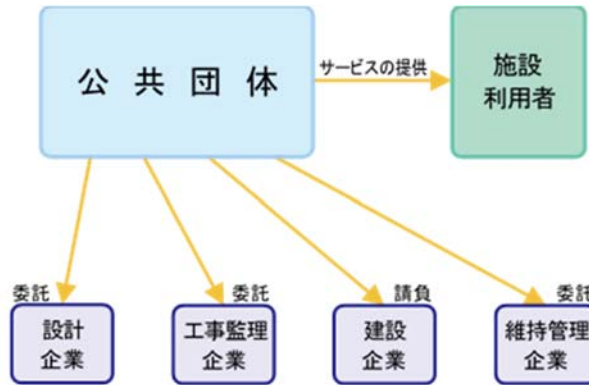 公共団体
サービスの提供
施設
利用者
委託
委託
請負
委託
設計
企業
工事監理
企業
建設
企業
維持管理
企業